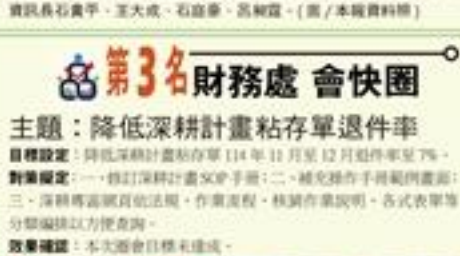 資訊長石貴平、王大成、石庭豪、呂柳霆。(圖/本報資料照)
第3名財務處 會快圈
主題:降低深耕計畫粘存單退件率
目標設定:降低深耕計畫粘存單 114 年 11 月至 12 月退件率至 7%。
對策擬定:一、修訂深耕計畫SOP手冊;二、補充操作手冊範例畫面;
三、深耕專區網頁依法規、作業流程、核銷作業說明、各式表單等
分類編排以方便查詢。
效果確認:本次圈會目標未達成。